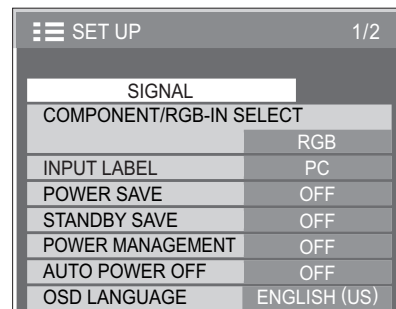 SET UP 1/2
SIGNAL
COMPONENT/RGB-IN SELECT
RGB
INPUT LABEL PC
POWER SAVE OFF
STANDBY SAVE OFF
POWER MANAGEMENT OFF
AUTO POWER OFF OFF
OSD LANGUAGE ENGLISH (US)